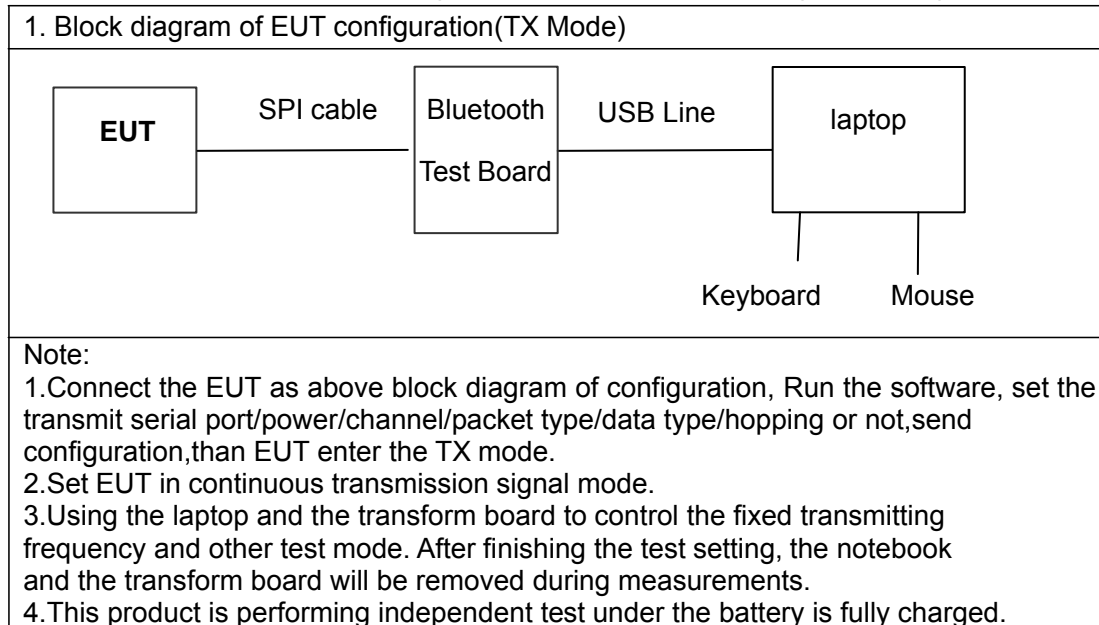 1. Block diagram of EUT configuration(TX Mode)
EUT
SPI cable
Bluetooth
Test Board
USB Line
laptop
Keyboard
Mouse
Note:
1.Connect the EUT as above block diagram of configuration, Run the software, set the
transmit serial port/power/channel/packet type/data type/hopping or not,send
configuration,than EUT enter the TX mode.
2.Set EUT in continuous transmission signal mode.
3.Using the laptop and the transform board to control the fixed transmitting
frequency and other test mode. After finishing the test setting, the notebook
and the transform board will be removed during measurements.
4.This product is performing independent test under the battery is fully charged.